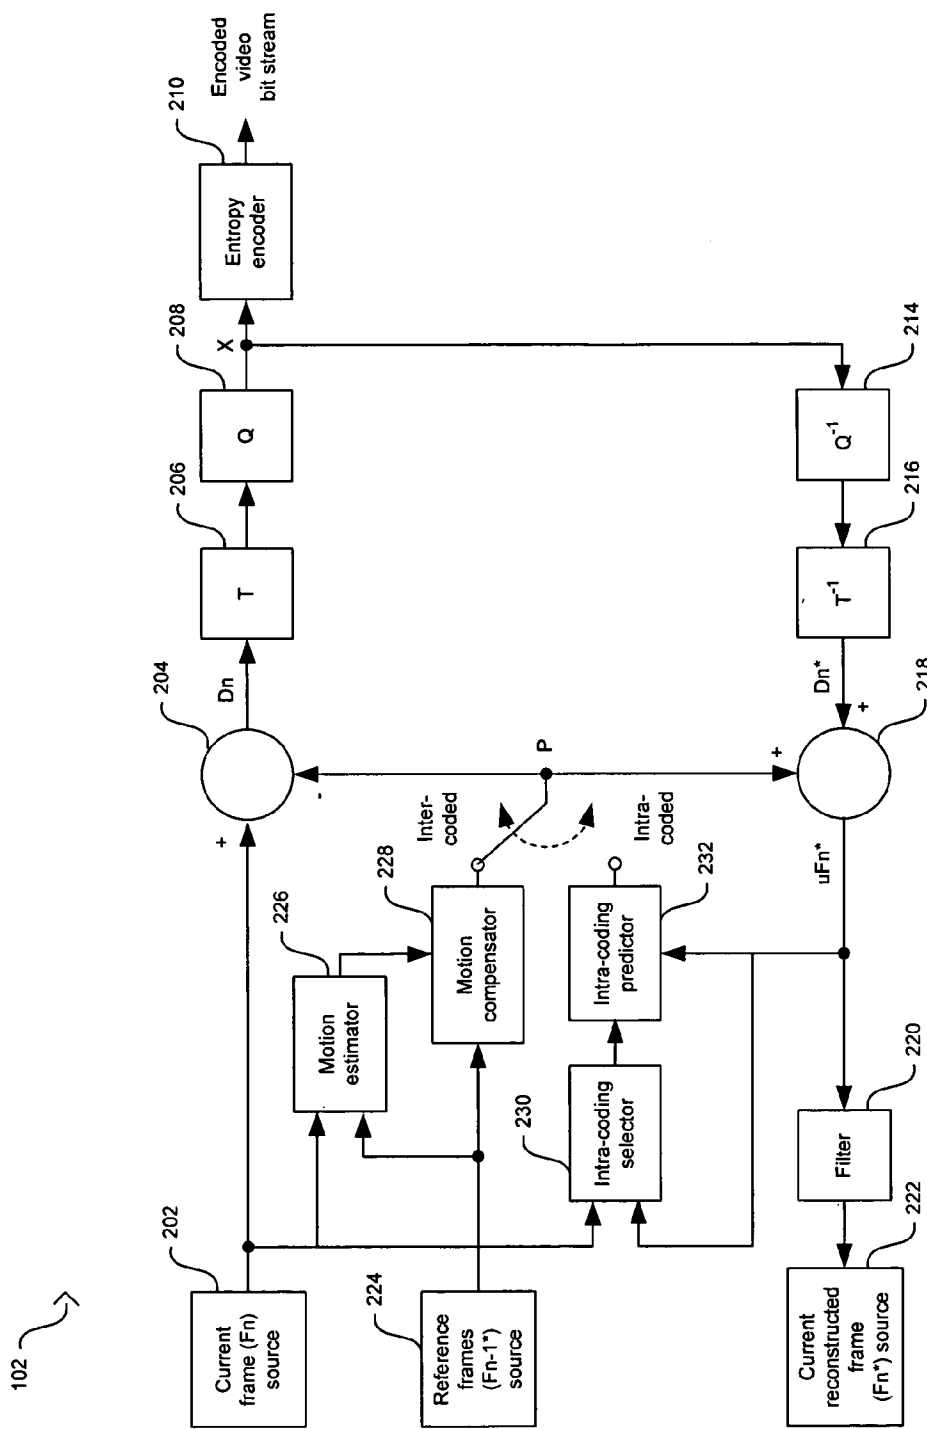 102
202
Current
frame (Fn)
source
+
204
Dn
206
T
208
Q
X
210
Entropy
encoder
Encoded
video
bit stream
-
226
Motion
estimator
228
Motion
compensator
Inter-
coded
P
224
Reference
frames
(Fn-1*)
source
230
Intra-coding
selector
232
Intra-coding
predictor
Intra-
coded
+
222
Current
reconstructed
frame
(Fn*) source
220
Filter
uFn*
218
+
Dn*
216
T-1
214
Q-1